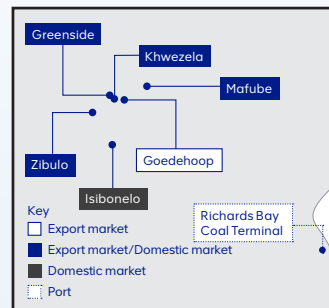 Greenside
Khwezela
Mafube
Goedehoop
Zibulo
Isibonelo
Richards Bay
Coal Terminal
Key
Export market
Export market/Domestic market
Domestic market
Port